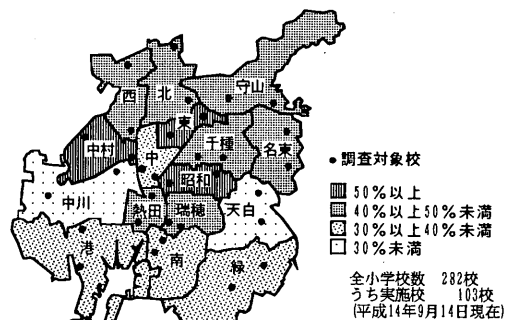 守山
西
北
東
千種
名東
中村
中
昭和
中川
熱田
瑞穂
天白
港
南
緑
●調査対象校
50%以上
40%以上50%未満
30%以上40%未満
30%未満
全小学校数 282校
うち実施校 103校
(平成14年9月14日現在)